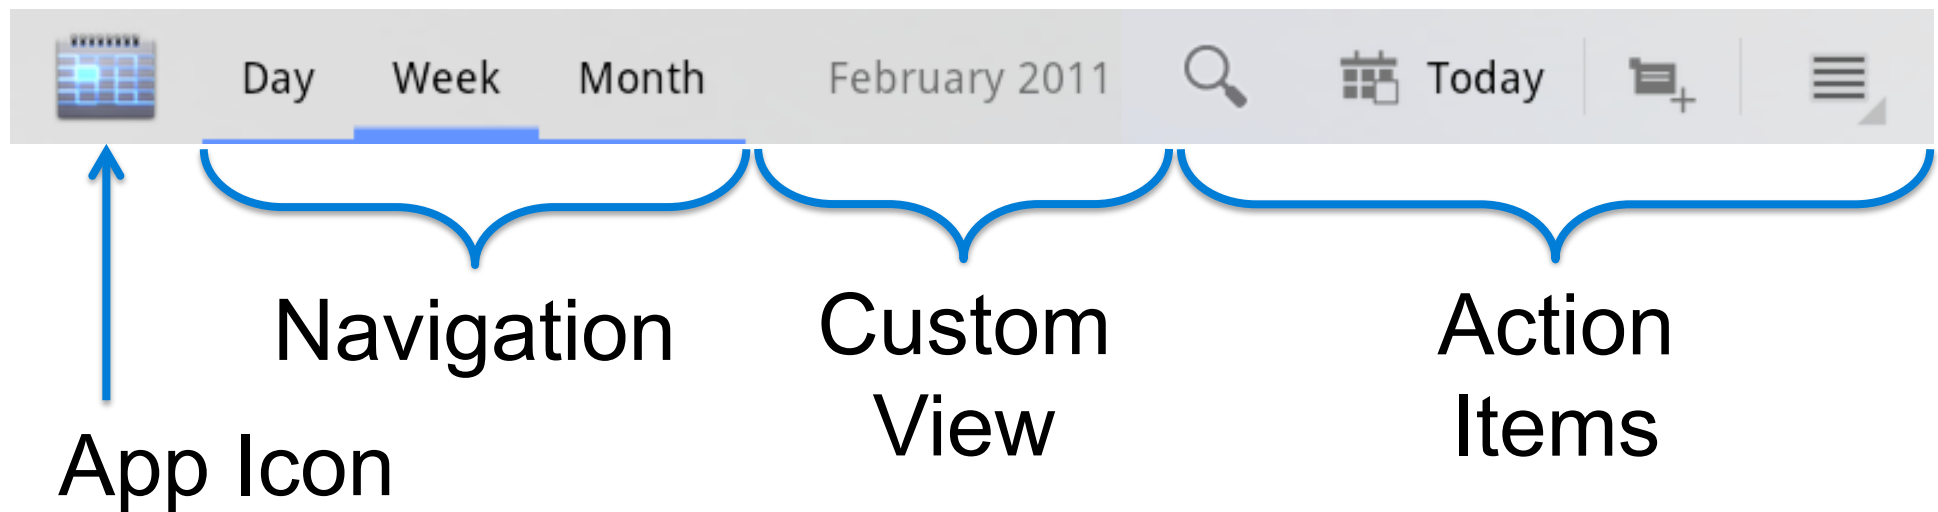 Day Week Month February 2011 Today
Navigation
Custom
View
Action
Items
App Icon